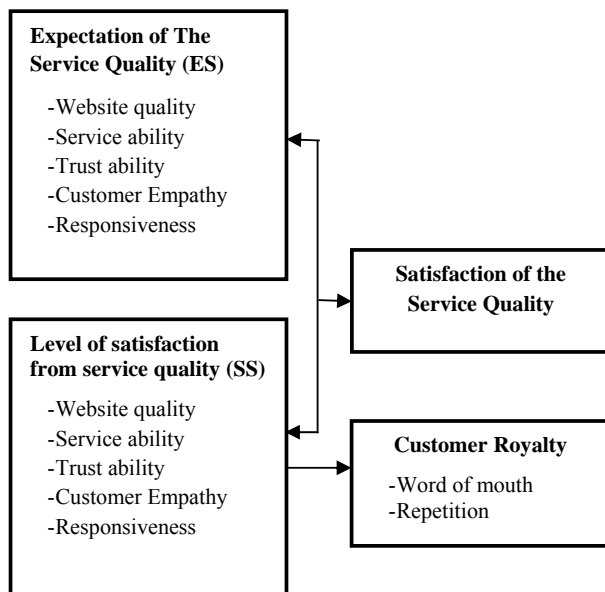 Expectation of The
Service Quality (ES)
-Website quality
-Service ability
-Trust ability
-Customer Empathy
-Responsiveness
Satisfaction of the
Service Quality
Level of satisfaction
from service quality (SS)
-Website quality
-Service ability
-Trust ability
-Customer Empathy
-Responsiveness
Customer Royalty
-Word of mouth
-Repetition